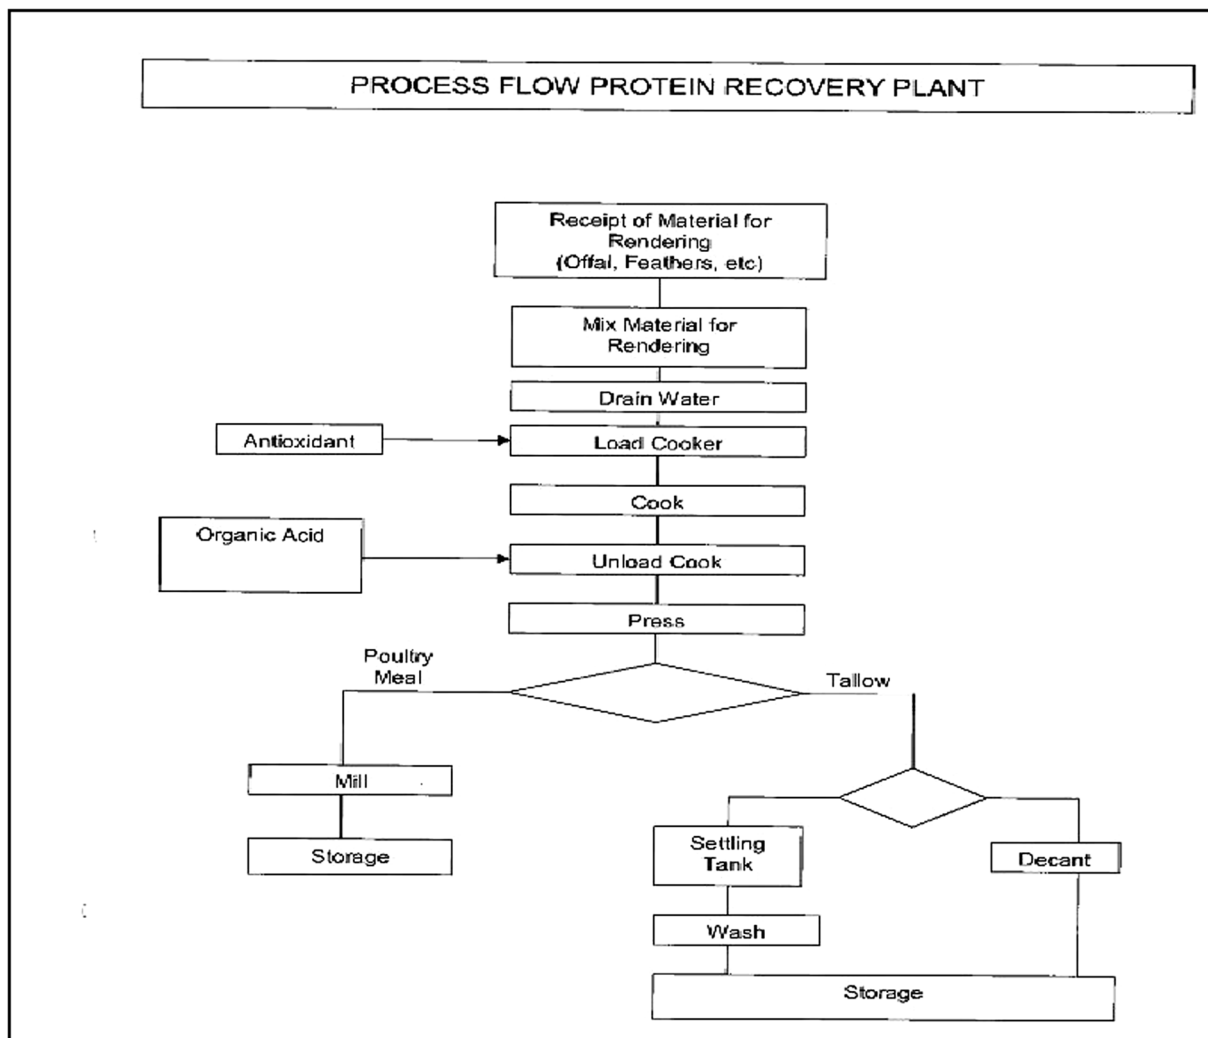 PROCESS FLOW PROTEIN RECOVERY PLANT
Receipt of Material for
Rendering
(Offal, Feathers, etc)
Mix Material for
Rendering
Drain Water
Antioxidant
Load Cooker
Cook
Organic Acid
Unload Cook
Press
Poultry
Meal
Tallow
Mill
Storage
Settling
Tank
Decant
Wash
Storage